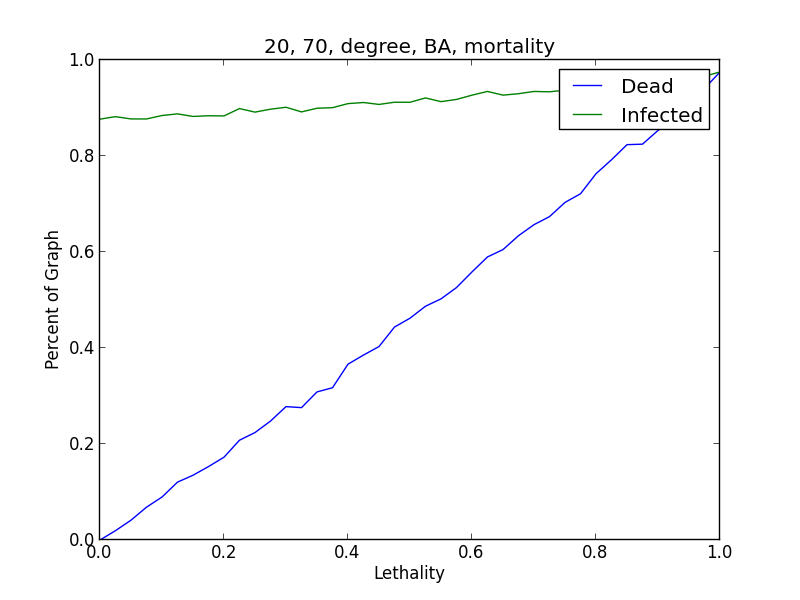 20, 70, degree, BA, mortality
Dead
Infected
Percent of Graph
1.0
0.8
0.6
0.4
0.2
0.0
0.0 0.2 0.4 0.6 0.8 1.0
Lethality